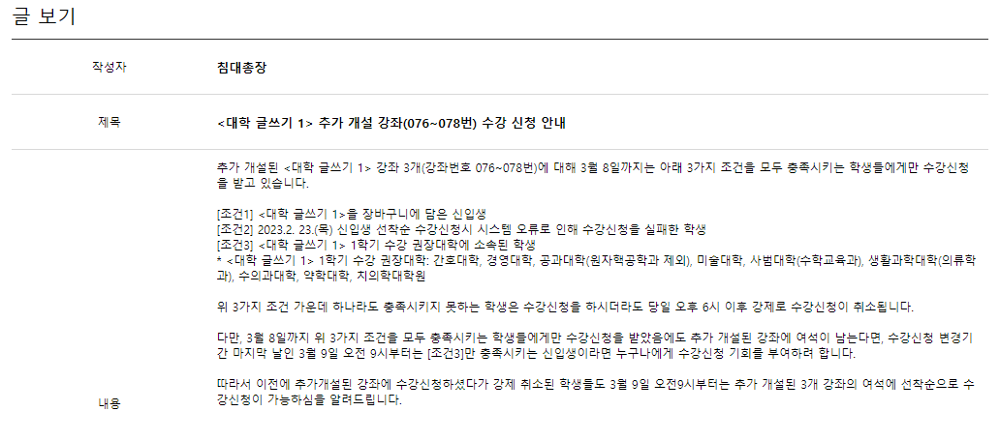 글 보기
작성자
침대총장
제목
<대학 글쓰기 1> 추가 개설 강좌(076~078번) 수강 신청 안내
추가 개설된 <대학 글쓰기 1> 강좌 3개(강좌번호 076~078번)에 대해 3월 8일까지는 아래 3가지 조건을 모두 충족시키는 학생들에게만 수강신청
을 받고 있습니다.
[조건1] <대학 글쓰기 1>을 장바구니에 담은 신입생
[조건2] 2023.2. 23.(목) 신입생 선착순 수강신청시 시스템 오류로 인해 수강신청을 실패한 학생
[조건3] <대학 글쓰기 1> 1학기 수강 권장대학에 소속된 학생
* <대학 글쓰기 1> 1학기 수강 권장대학: 간호대학, 경영대학, 공과대학(원자핵공학과 제외), 미술대학, 사범대학(수학교육과), 생활과학대학(의류학
과), 수의과대학, 약학대학, 치의학대학원
위 3가지 조건 가운데 하나라도 충족시키지 못하는 학생은 수강신청을 하시더라도 당일 오후 6시 이후 강제로 수강신청이 취소됩니다.
다만, 3월 8일까지 위 3가지 조건을 모두 충족시키는 학생들에게만 수강신청을 받았음에도 추가 개설된 강좌에 여석이 남는다면, 수강신청 변경기
간 마지막 날인 3월 9일 오전 9시부터는 [조건3]만 충족시키는 신입생이라면 누구나에게 수강신청 기회를 부여하려 합니다.
따라서 이전에 추가개설된 강좌에 수강신청하셨다가 강제 취소된 학생들도 3월 9일 오전9시부터는 추가 개설된 3개 강좌의 여석에 선착순으로 수
강신청이 가능하심을 알려드립니다.
내용